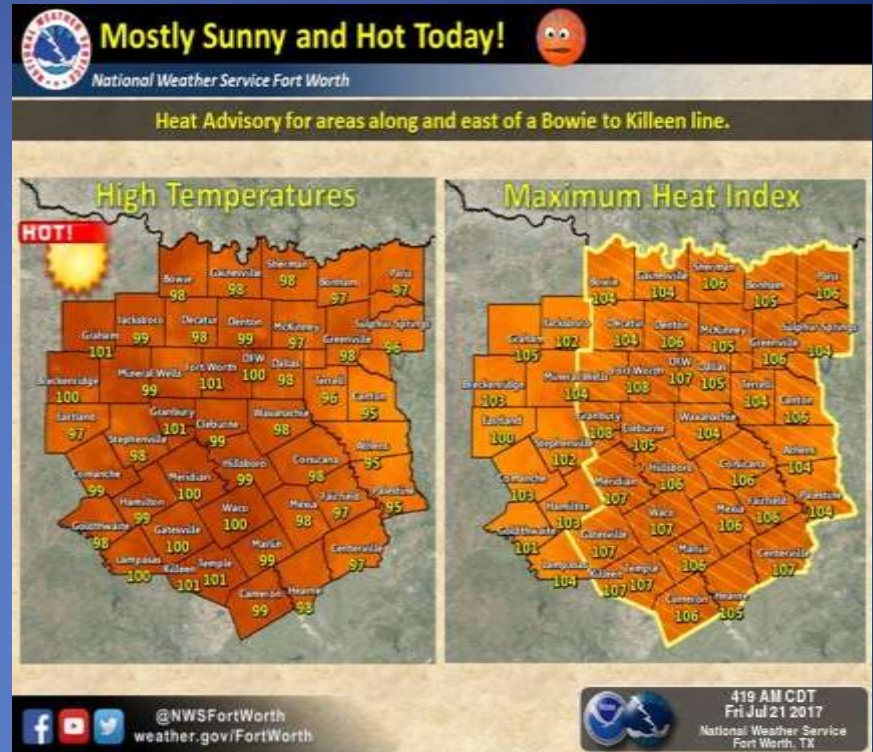 Mostly Sunny and Hot Today!
National Weather Service Fort Worth
Heat Advisory for areas along and east of a Bowie to Killeen line.
High Temperatures
HOT!
Bowie 98
Gainesville 98
Sherman 98
Bonham 97
Paris 97
Graham 101
Jacksboro 99
Decatur 98
Denton 99
McKinney 97
Greenville 98
Sulphur Springs 96
Breckenridge 100
Mineral Wells 99
Fort Worth 101
DFW 100
Dallas 98
Terrell 96
Canton 95
Eastland 97
Stephenville 98
Granbury 101
Cleburne 99
Waxahachie 98
Athens 95
Comanche 99
Hamilton 99
Meridian 100
Hillsboro 99
Corsicana 98
Palestine 95
Goldthwaite 98
Gatesville 100
Waco 100
Mexia 98
Fairfield 97
Lampasas 100
Killeen 101
Temple 101
Marlin 99
Centerville 97
Cameron 99
Hearne 98
Maximum Heat Index
Bowie 104
Gainesville 104
Sherman 106
Bonham 105
Paris 106
Graham 105
Jacksboro 102
Decatur 104
Denton 106
McKinney 105
Greenville 106
Sulphur Springs 104
Breckenridge 103
Mineral Wells 104
Fort Worth 108
DFW 107
Dallas 105
Terrell 104
Canton 106
Eastland 100
Stephenville 102
Granbury 108
Cleburne 105
Waxahachie 104
Athens 104
Comanche 103
Hamilton 103
Meridian 107
Hillsboro 106
Corsicana 106
Palestine 104
Goldthwaite 101
Gatesville 107
Waco 107
Mexia 106
Fairfield 106
Lampasas 104
Killeen 107
Temple 107
Marlin 106
Centerville 107
Cameron 106
Hearne 105
@NWSFortWorth
weather.gov/FortWorth
419 AM CDT
Fri Jul 21 2017
National Weather Service
Fort Worth, TX
NATIONAL WEATHER SERVICE